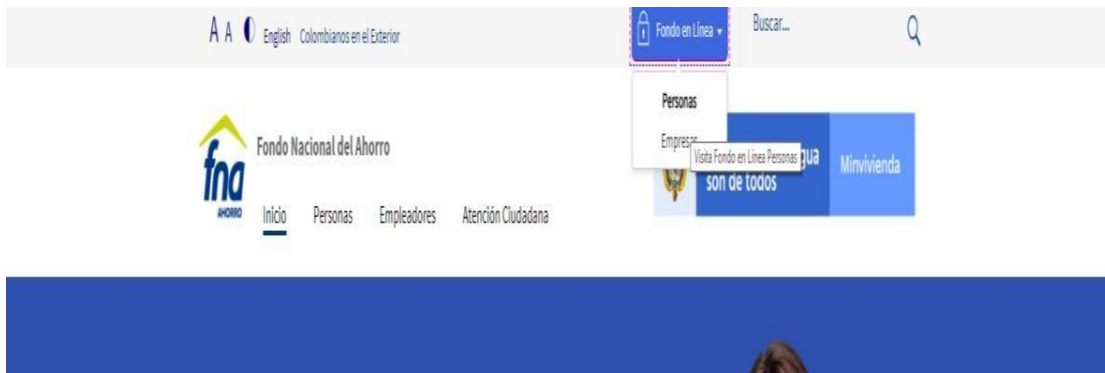 A A English Colombianos en el Exterior
Fondo en Línea
Buscar...
Personas
Empresas
Visita Fondo en Línea Personas
gua
son de todos
Minvivienda
fna
AHORRO
Fondo Nacional del Ahorro
Inicio Personas Empleadores Atención Ciudadana